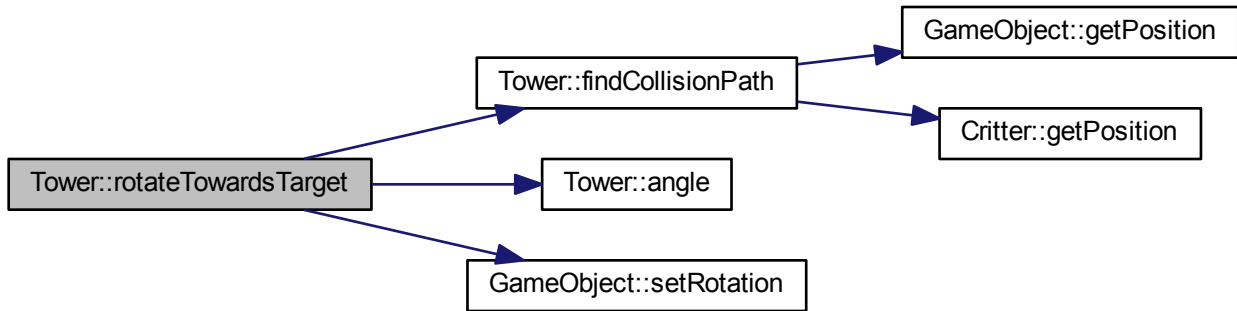 GameObject::getPosition
Tower::findCollisionPath
Critter::getPosition
Tower::rotateTowardsTarget
Tower::angle
GameObject::setRotation